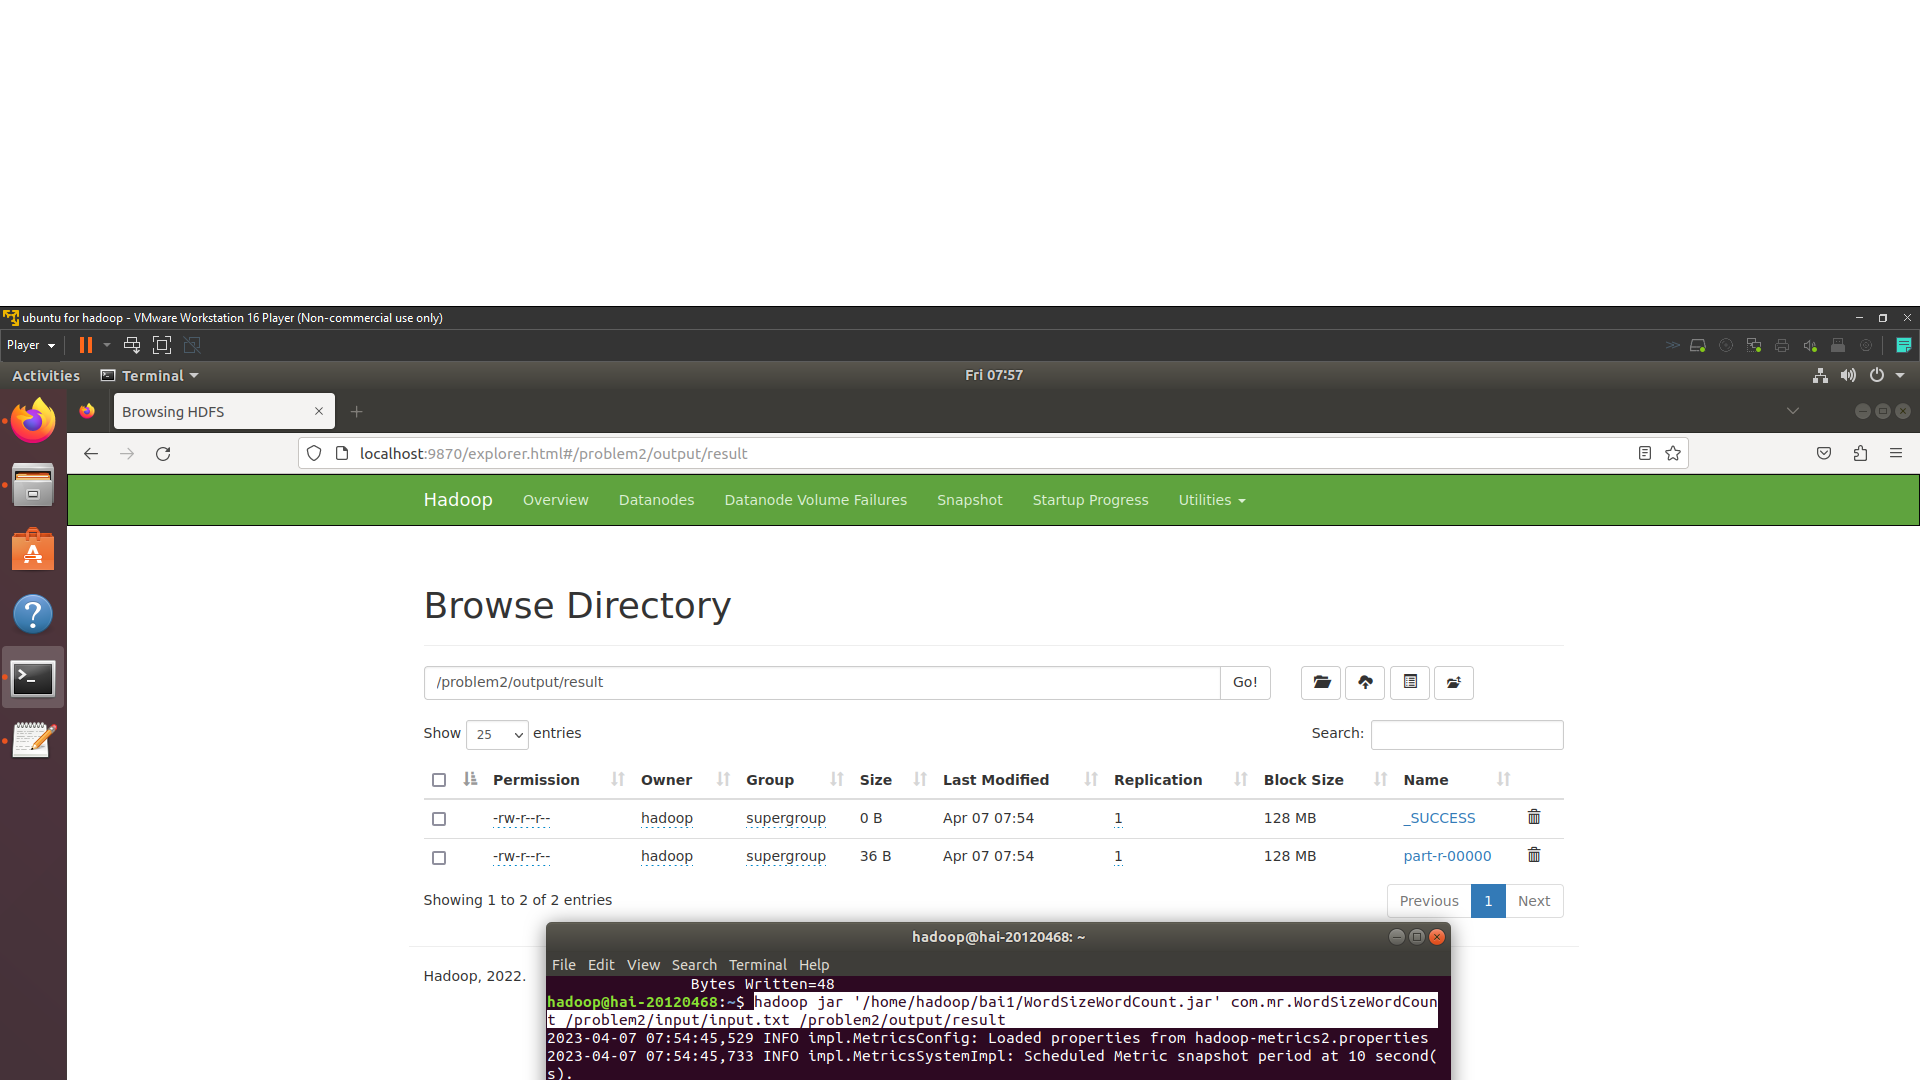 ubuntu for hadoop - VMware Workstation 16 Player (Non-commercial use only)
Player
Activities Terminal Fri 07:57
Browsing HDFS
localhost:9870/explorer.html#/problem2/output/result
Hadoop Overview Datanodes Datanode Volume Failures Snapshot Startup Progress Utilities
Browse Directory
/problem2/output/result Go!
Show 25 entries Search:
Permission Owner Group Size Last Modified Replication Block Size Name
-rw-r--r-- hadoop supergroup 0 B Apr 07 07:54 1 128 MB _SUCCESS
-rw-r--r-- hadoop supergroup 36 B Apr 07 07:54 1 128 MB part-r-00000
Showing 1 to 2 of 2 entries Previous 1 Next
Hadoop, 2022.
hadoop@hai-20120468: ~
File Edit View Search Terminal Help
Bytes Written=48
hadoop@hai-20120468:~$ hadoop jar '/home/hadoop/bai1/WordSizeWordCount.jar' com.mr.WordSizeWordCoun
t /problem2/input/input.txt /problem2/output/result
2023-04-07 07:54:45,529 INFO impl.MetricsConfig: Loaded properties from hadoop-metrics2.properties
2023-04-07 07:54:45,733 INFO impl.MetricsSystemImpl: Scheduled Metric snapshot period at 10 second(
s).